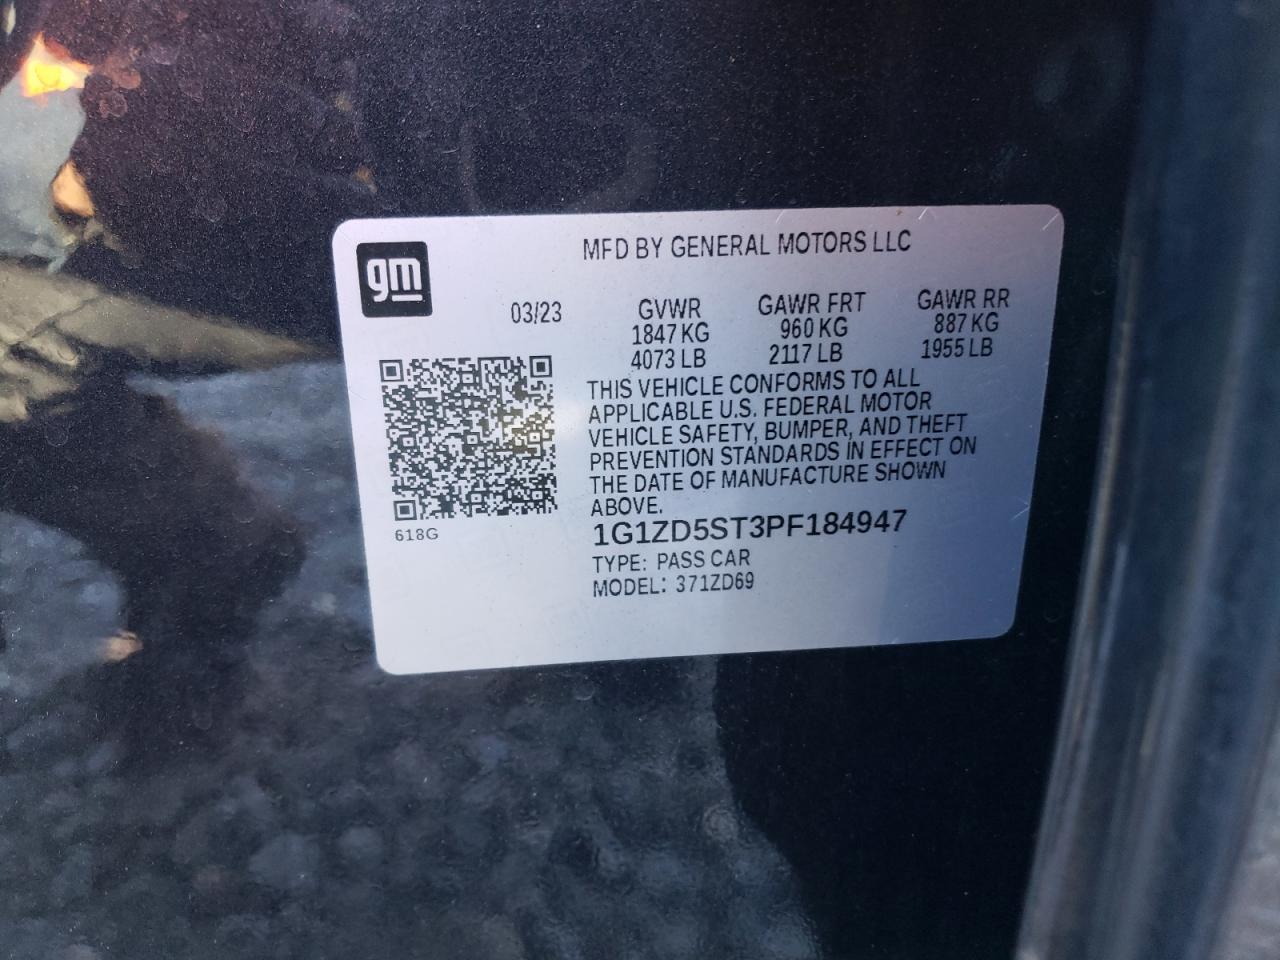 gm
MFD BY GENERAL MOTORS LLC
03/23 GVWR GAWR FRT GAWR RR
1847 KG 960 KG 887 KG
4073 LB 2117 LB 1955 LB
THIS VEHICLE CONFORMS TO ALL
APPLICABLE U.S. FEDERAL MOTOR
VEHICLE SAFETY, BUMPER, AND THEFT
PREVENTION STANDARDS IN EFFECT ON
THE DATE OF MANUFACTURE SHOWN
ABOVE.
618G
1G1ZD5ST3PF184947
TYPE: PASS CAR
MODEL: 371ZD69